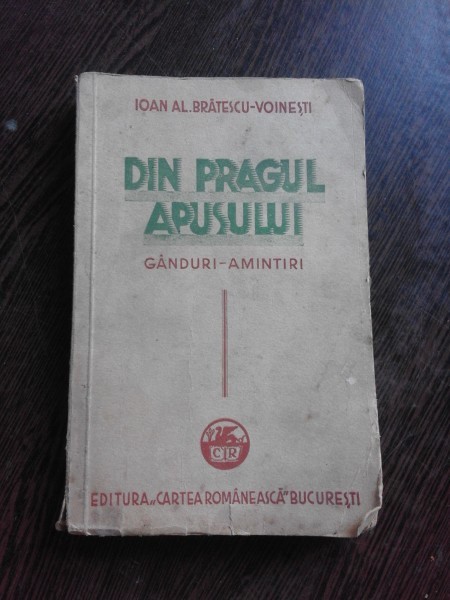 IOAN AL. BRĂTESCU-VOINEȘTI
DIN PRAGUL
APUSULUI
GÂNDURI-AMINTIRI
CR
EDITURA „CARTEA ROMÂNEASCĂ" BUCUREȘTI